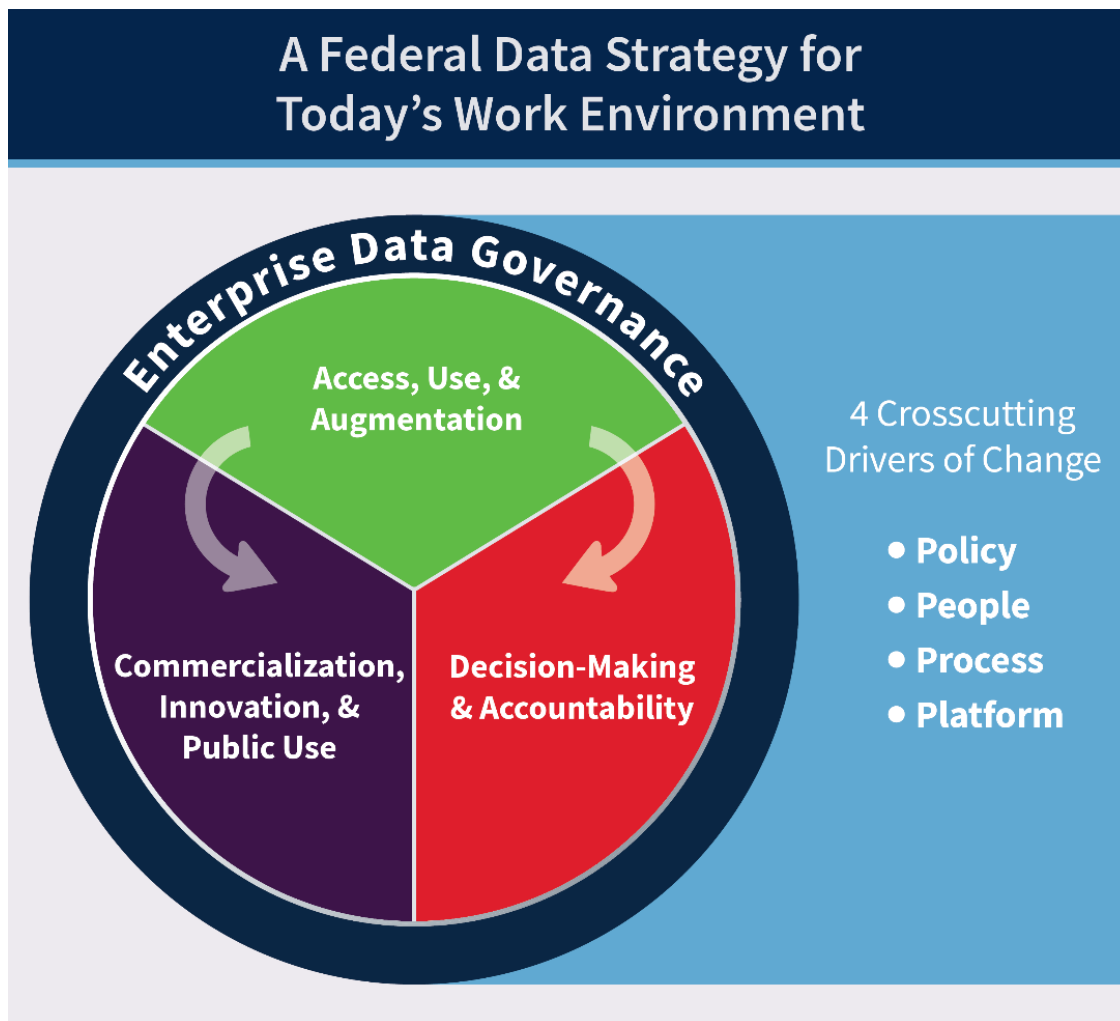 A Federal Data Strategy for
Today’s Work Environment
Enterprise Data Governance
Access, Use, &
Augmentation
Commercialization,
Innovation, &
Public Use
Decision-Making
& Accountability
4 Crosscutting
Drivers of Change
• Policy
• People
• Process
• Platform